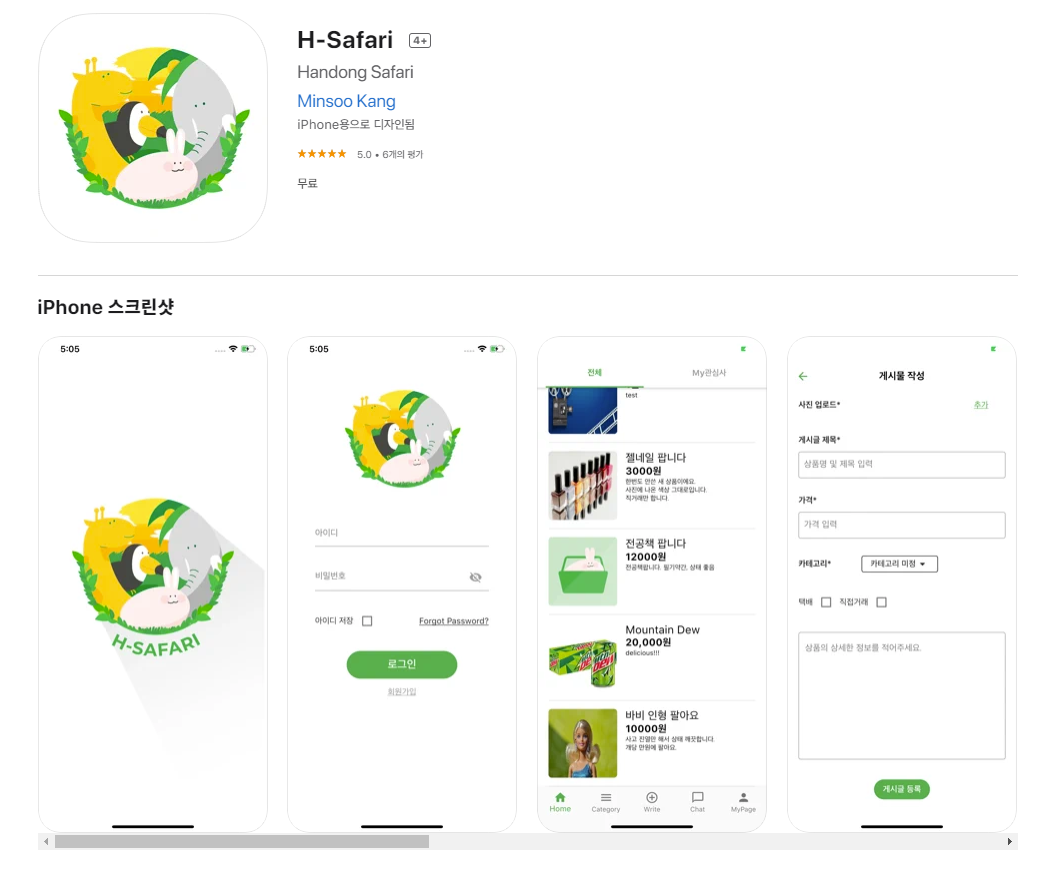 H-Safari 4+
Handong Safari
Minsoo Kang
iPhone용으로 디자인됨
★★★★★ 5.0 • 6개의 평가
무료
iPhone 스크린샷
5:05
H-SAFARI
5:05
아이디
비밀번호
아이디 저장
Forgot Password?
로그인
회원가입
전체
My관심사
test
젤네일 팝니다
3000원
한번도 안쓴 새 상품이에요.
사진에 나온 색상 그대로입니다.
직거래만 합니다.
전공책 팝니다
12000원
전공책팝니다. 필기약간, 상태 좋음
Mountain Dew
20,000원
delicious!!!
바비 인형 팔아요
10000원
사고 진열만 해서 상태 깨끗합니다.
개당 만원에 팔아요.
Home
Category
Write
Chat
MyPage
게시물 작성
사진 업로드*
추가
게시글 제목*
상품명 및 제목 입력
가격*
가격 입력
카테고리*
카테고리 미정
택배
직접거래
상품의 상세한 정보를 적어주세요.
게시글 등록